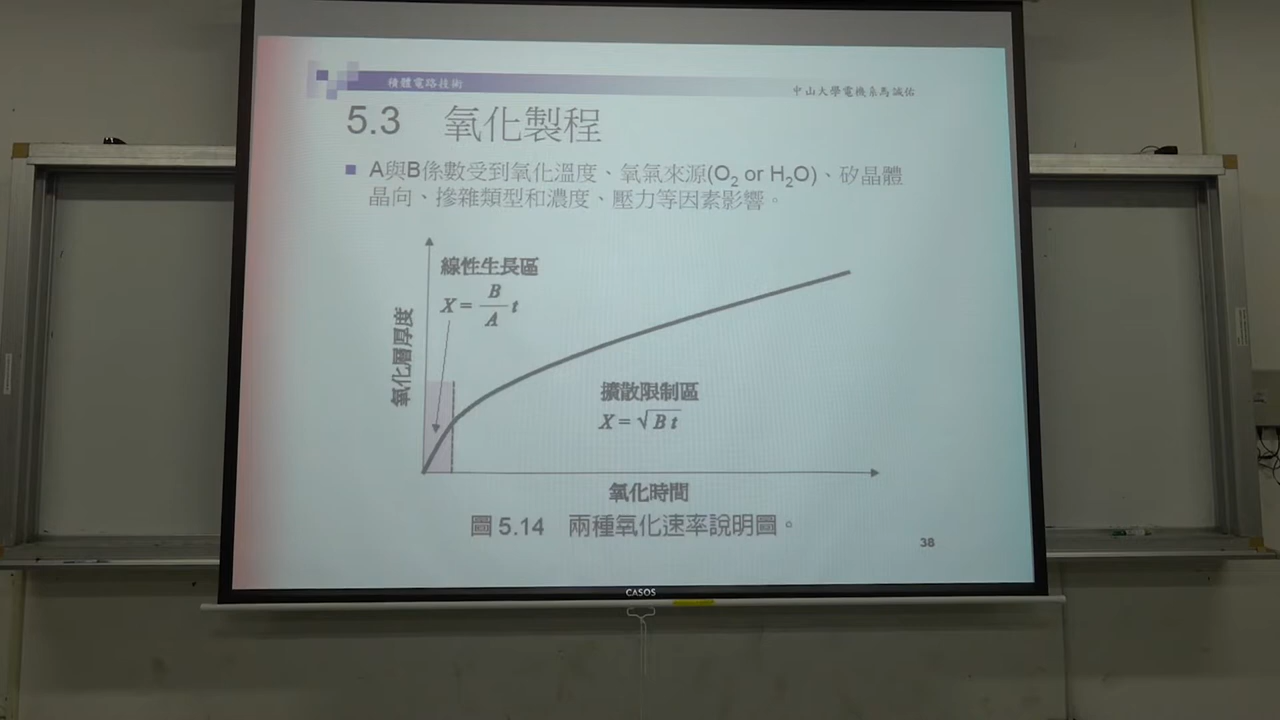 積體電路技術
中山大學電機系馬誠佑
5.3 氧化製程
■ A與B係數受到氧化溫度、氧氣來源(O2 or H2O)、矽晶體
晶向、摻雜類型和濃度、壓力等因素影響。
線性生長區
X = B/A t
氧化層厚度
擴散限制區
X = √Bt
氧化時間
圖 5.14 兩種氧化速率說明圖。
38
CASOS